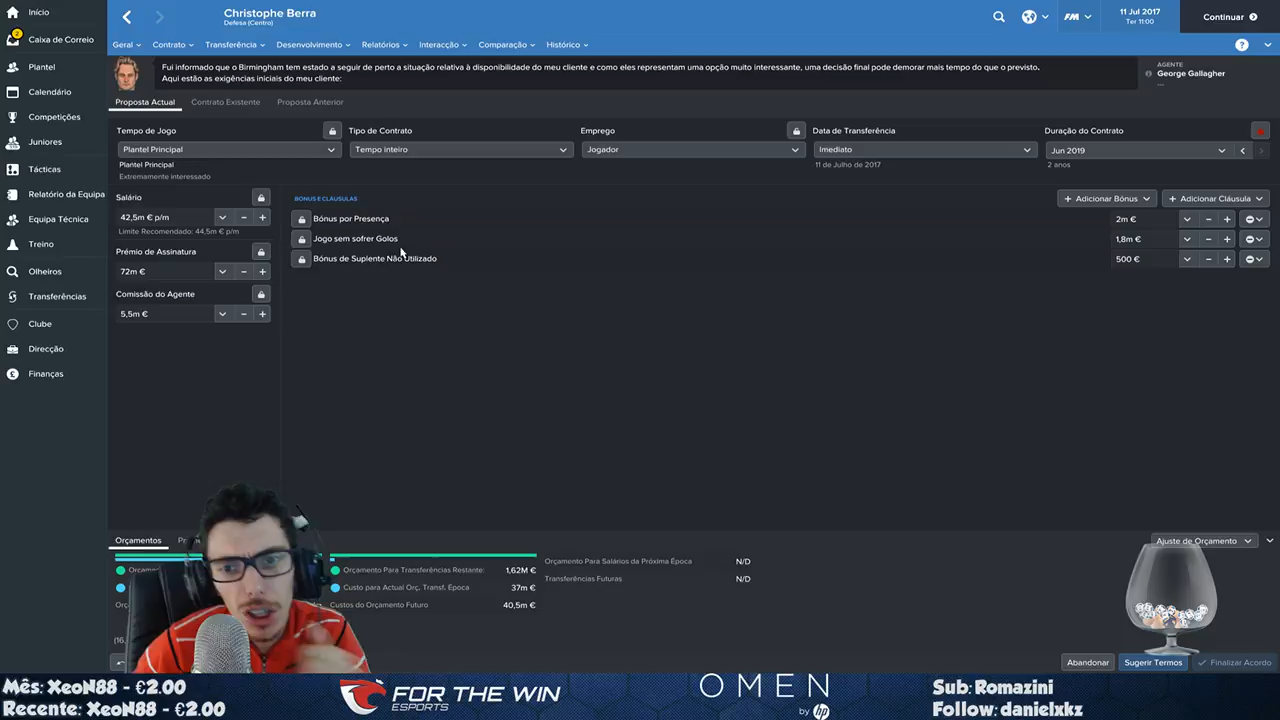 Início
Christophe Berra
Defesa (Centro)
FM
11 Jul 2017
Ter 11:00
Continuar
2
Caixa de Correio
Geral
Contrato
Transferência
Desenvolvimento
Relatórios
Interacção
Comparação
Histórico
?
Plantel
Calendário
Competições
Juniores
Tácticas
Relatório da Equipa
Equipa Técnica
Treino
Olheiros
Transferências
Clube
Direcção
Finanças
Fui informado que o Birmingham tem estado a seguir de perto a situação relativa à disponibilidade do meu cliente e como eles representam uma opção muito interessante, uma decisão final pode demorar mais tempo do que o previsto.
Aqui estão as exigências iniciais do meu cliente:
AGENTE
George Gallagher
...
Proposta Actual
Contrato Existente
Proposta Anterior
Tempo de Jogo
Tipo de Contrato
Emprego
Data de Transferência
Duração do Contrato
Plantel Principal
Tempo inteiro
Jogador
Imediato
Jun 2019
Plantel Principal
11 de Julho de 2017
2 anos
Extremamente interessado
Salário
42,5m € p/m
Limite Recomendado: 44,5m € p/m
Prémio de Assinatura
72m €
Comissão do Agente
5,5m €
BÓNUS E CLÁUSULAS
+ Adicionar Bónus
+ Adicionar Cláusula
Bónus por Presença
2m €
Jogo sem sofrer Golos
1,8m €
Bónus de Suplente Não Utilizado
500 €
Orçamentos
Ajuste de Orçamento
Orçamento Para Transferências Restante:
1,62M €
Custo para Actual Orç. Transf. Época
37m €
Custos do Orçamento Futuro
40,5m €
Orçamento Para Salários da Próxima Época
N/D
Transferências Futuras
N/D
Abandonar
Sugerir Termos
Finalizar Acordo
Mês: XeoN88 - €2.00
Recente: XeoN88 - €2.00
FOR THE WIN
ESPORTS
OMEN
by hp
Sub: Romazini
Follow: danielxkz